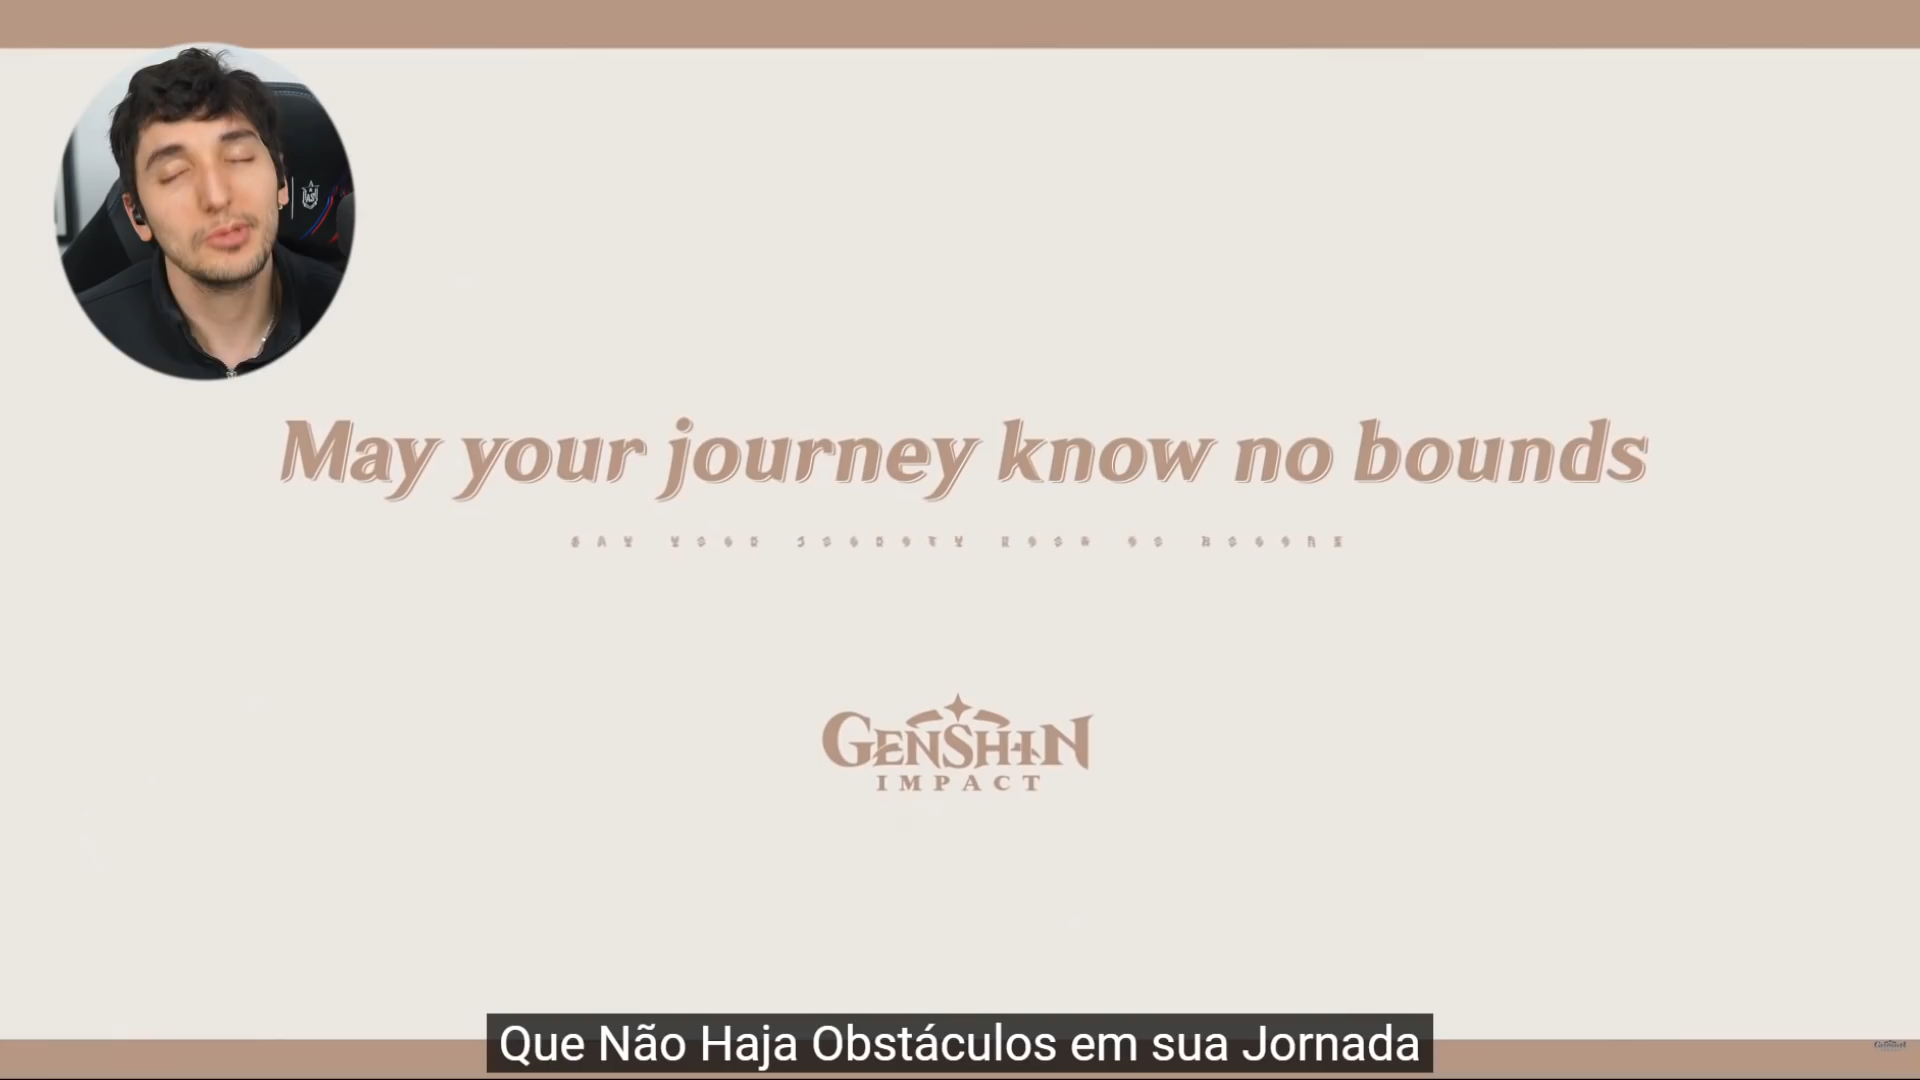 May your journey know no bounds
GENSHIN
IMPACT
Que Não Haja Obstáculos em sua Jornada